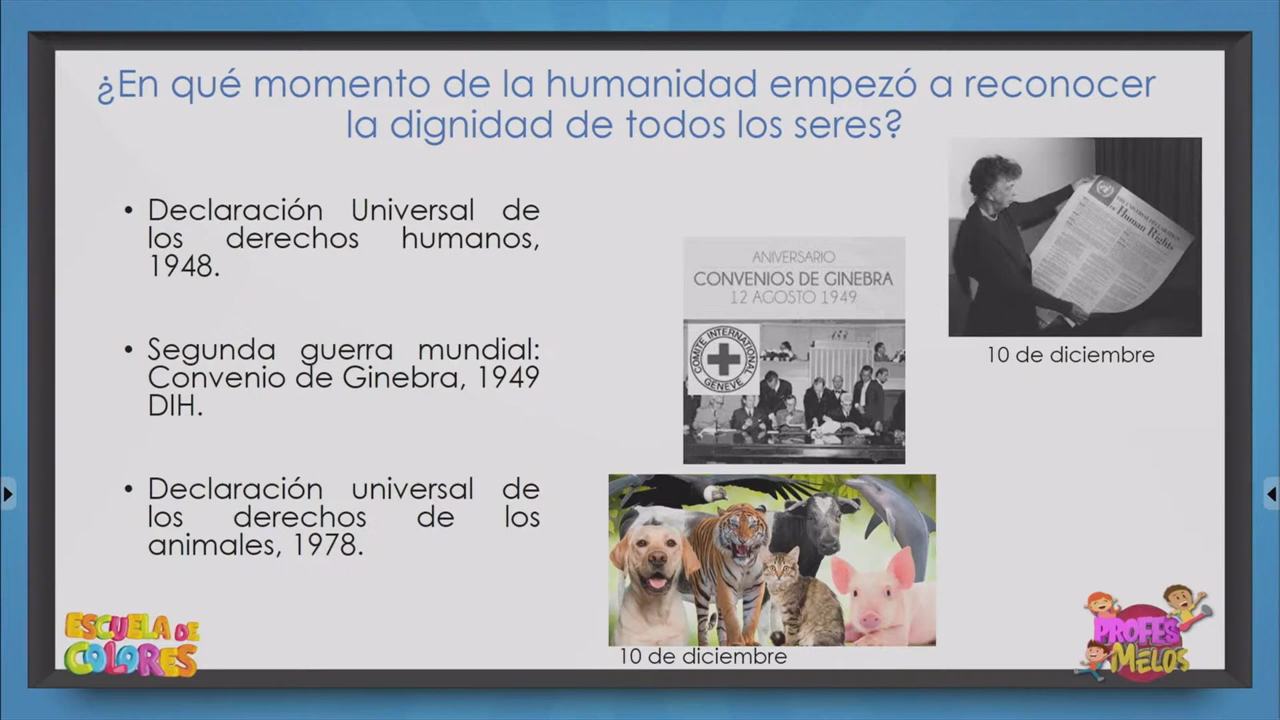 ¿En qué momento de la humanidad empezó a reconocer
la dignidad de todos los seres?
• Declaración Universal de
los derechos humanos,
1948.
• Segunda guerra mundial:
Convenio de Ginebra, 1949
DIH.
• Declaración universal de
los derechos de los
animales, 1978.
ANIVERSARIO
CONVENIOS DE GINEBRA
12 AGOSTO 1949
COMITE INTERNATIONAL
GENEVE
Human Rights
10 de diciembre
10 de diciembre
ESCUELA DE
COLORES
PROFES
MELOS